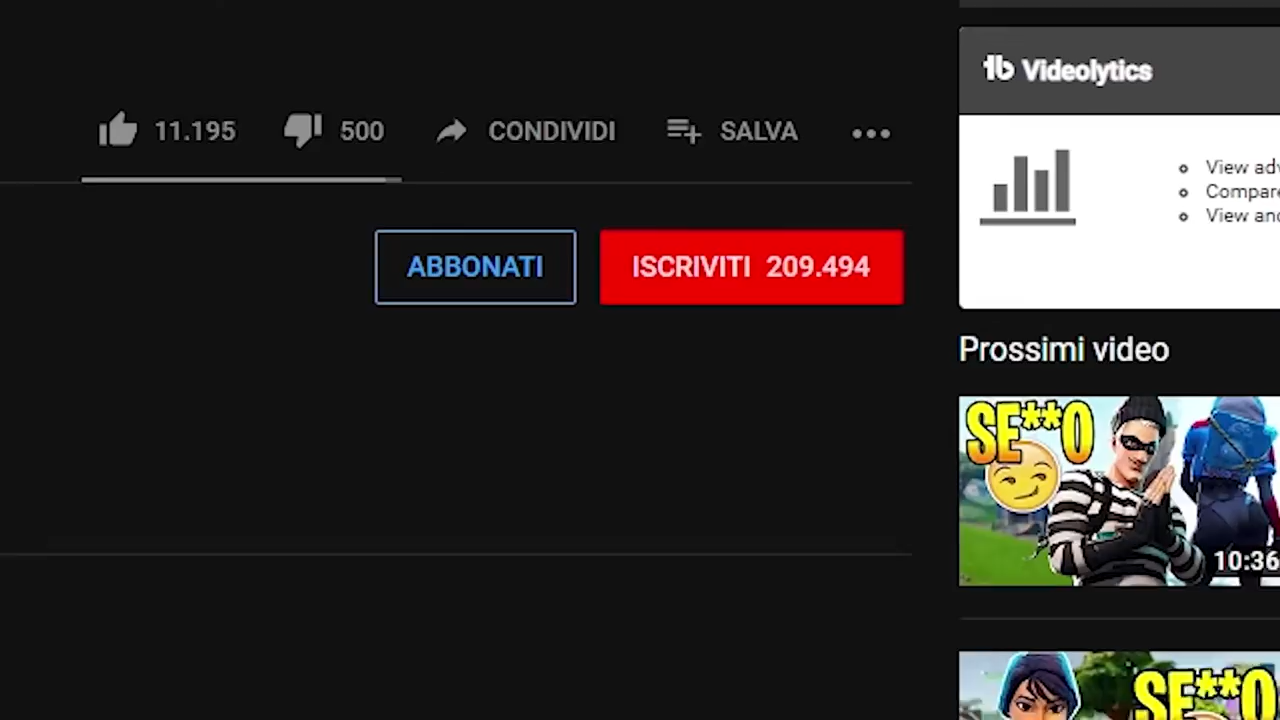 Videolytics
11.195 500 CONDIVIDI SALVA
View adv
Compare
View and
ABBONATI ISCRIVITI 209.494
Prossimi video
SE**O
10:36
SE**O